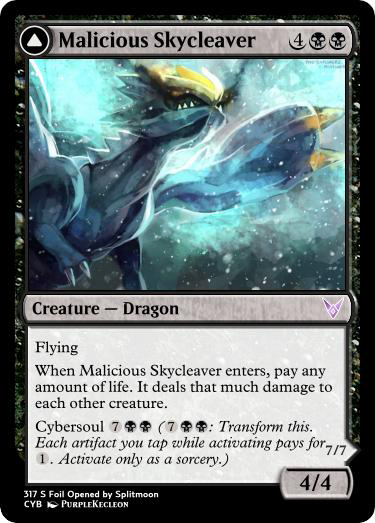 Malicious Skycleaver 4
Creature — Dragon
Flying
When Malicious Skycleaver enters, pay any
amount of life. It deals that much damage to
each other creature.
Cybersoul 7 ( 7 : Transform this.
Each artifact you tap while activating pays for
1 . Activate only as a sorcery.)
7/7
4/4
317 S Foil Opened by Splitmoon
CYB PurpleKecleon